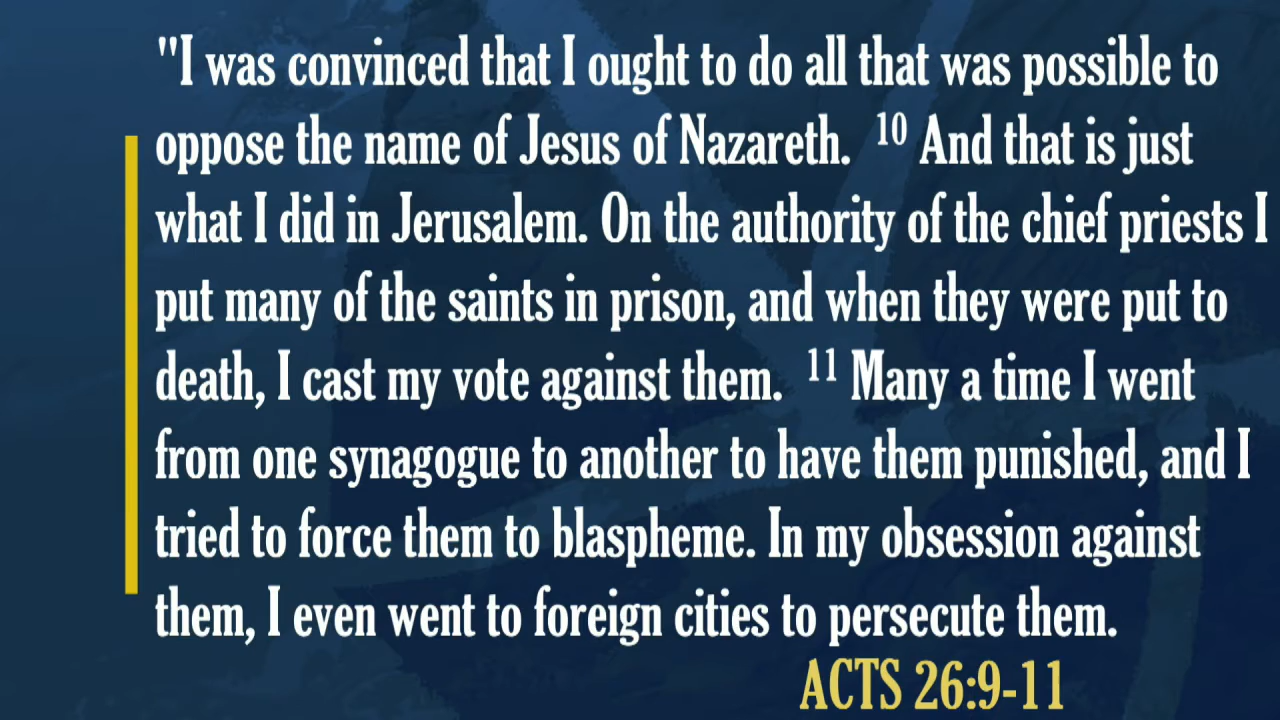 "I was convinced that I ought to do all that was possible to
oppose the name of Jesus of Nazareth. 10 And that is just
what I did in Jerusalem. On the authority of the chief priests I
put many of the saints in prison, and when they were put to
death, I cast my vote against them. 11 Many a time I went
from one synagogue to another to have them punished, and I
tried to force them to blaspheme. In my obsession against
them, I even went to foreign cities to persecute them.
ACTS 26:9-11